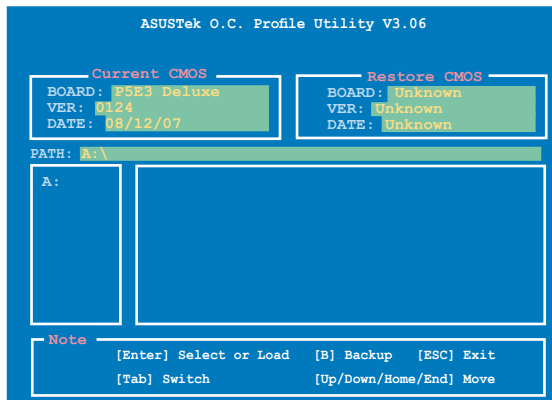 ASUSTek O.C. Profile Utility V3.06
Current CMOS
BOARD: P5E3 Deluxe
VER: 0124
DATE: 08/12/07
Restore CMOS
BOARD: Unknown
VER: Unknown
DATE: Unknown
PATH: A:\
A:
Note
[Enter] Select or Load [B] Backup [ESC] Exit
[Tab] Switch [Up/Down/Home/End] Move